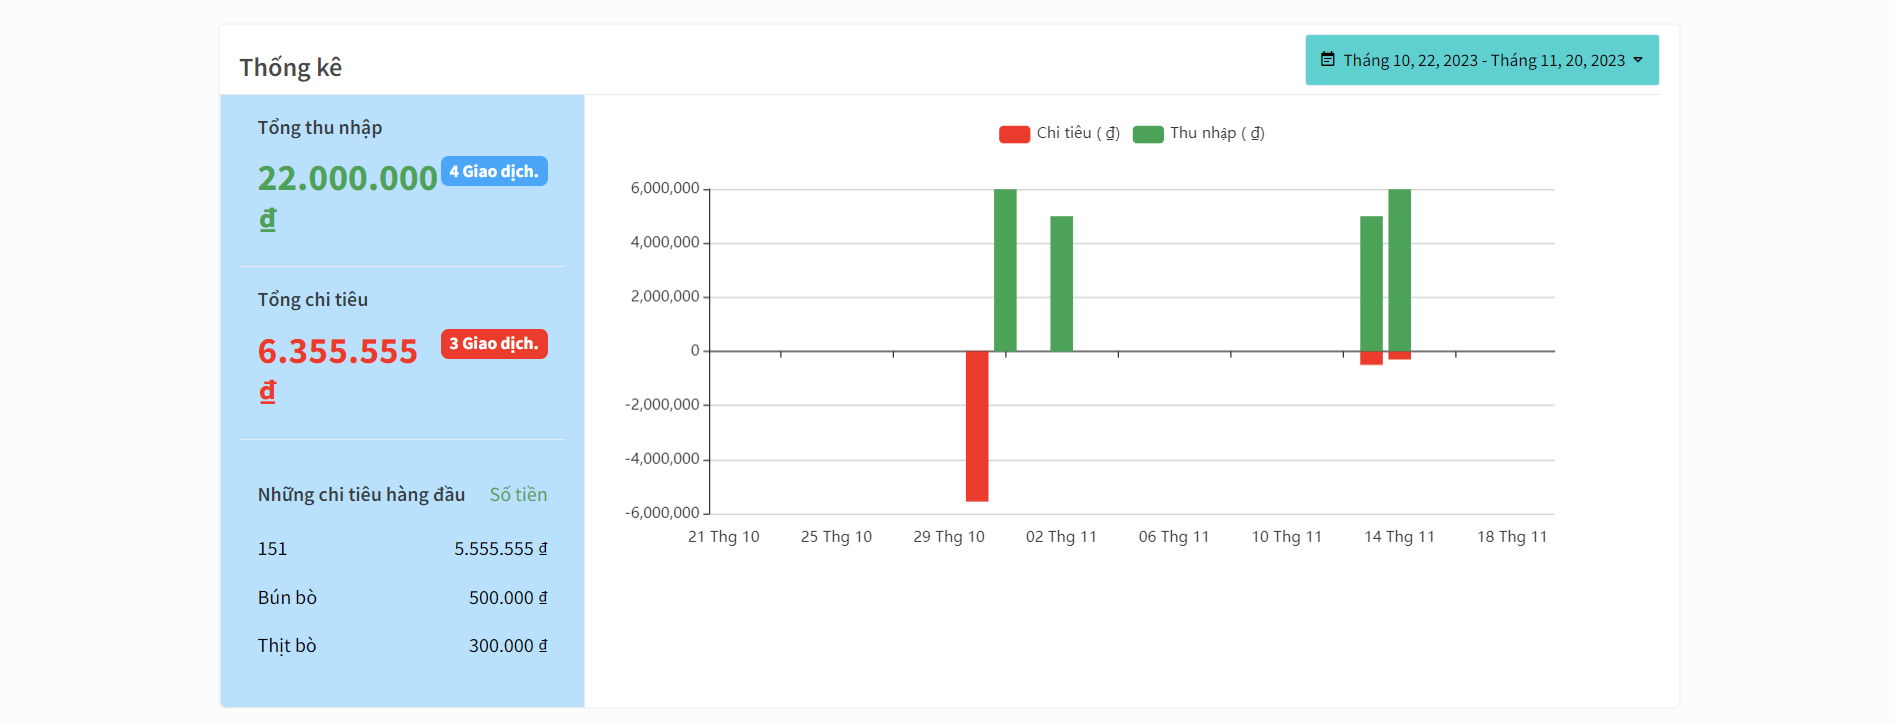 Thống kê
Tháng 10, 22, 2023 - Tháng 11, 20, 2023
Tổng thu nhập
22.000.000 4 Giao dịch.
₫
Tổng chi tiêu
6.355.555 3 Giao dịch.
₫
Những chi tiêu hàng đầu Số tiền
151 5.555.555 ₫
Bún bò 500.000 ₫
Thịt bò 300.000 ₫
Chi tiêu ( ₫) Thu nhập ( ₫)
6,000,000
4,000,000
2,000,000
0
-2,000,000
-4,000,000
-6,000,000
21 Thg 10 25 Thg 10 29 Thg 10 02 Thg 11 06 Thg 11 10 Thg 11 14 Thg 11 18 Thg 11